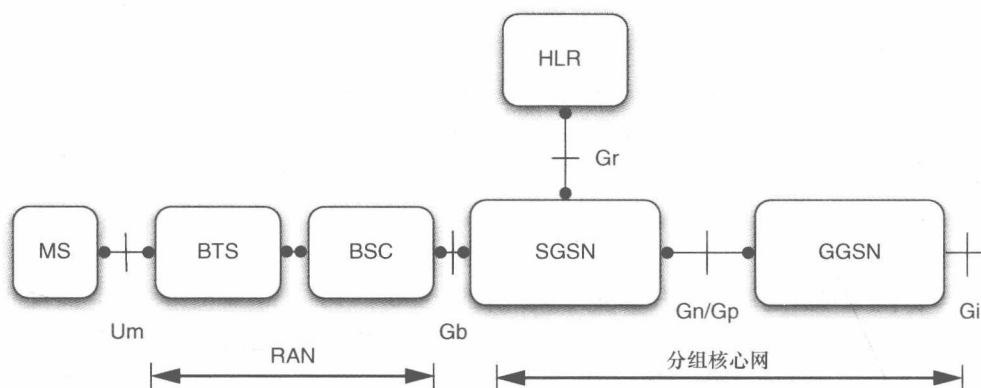 HLR
Gr
MS
BTS
BSC
SGSN
GGSN
Um
Gb
Gn/Gp
Gi
RAN
分组核心网